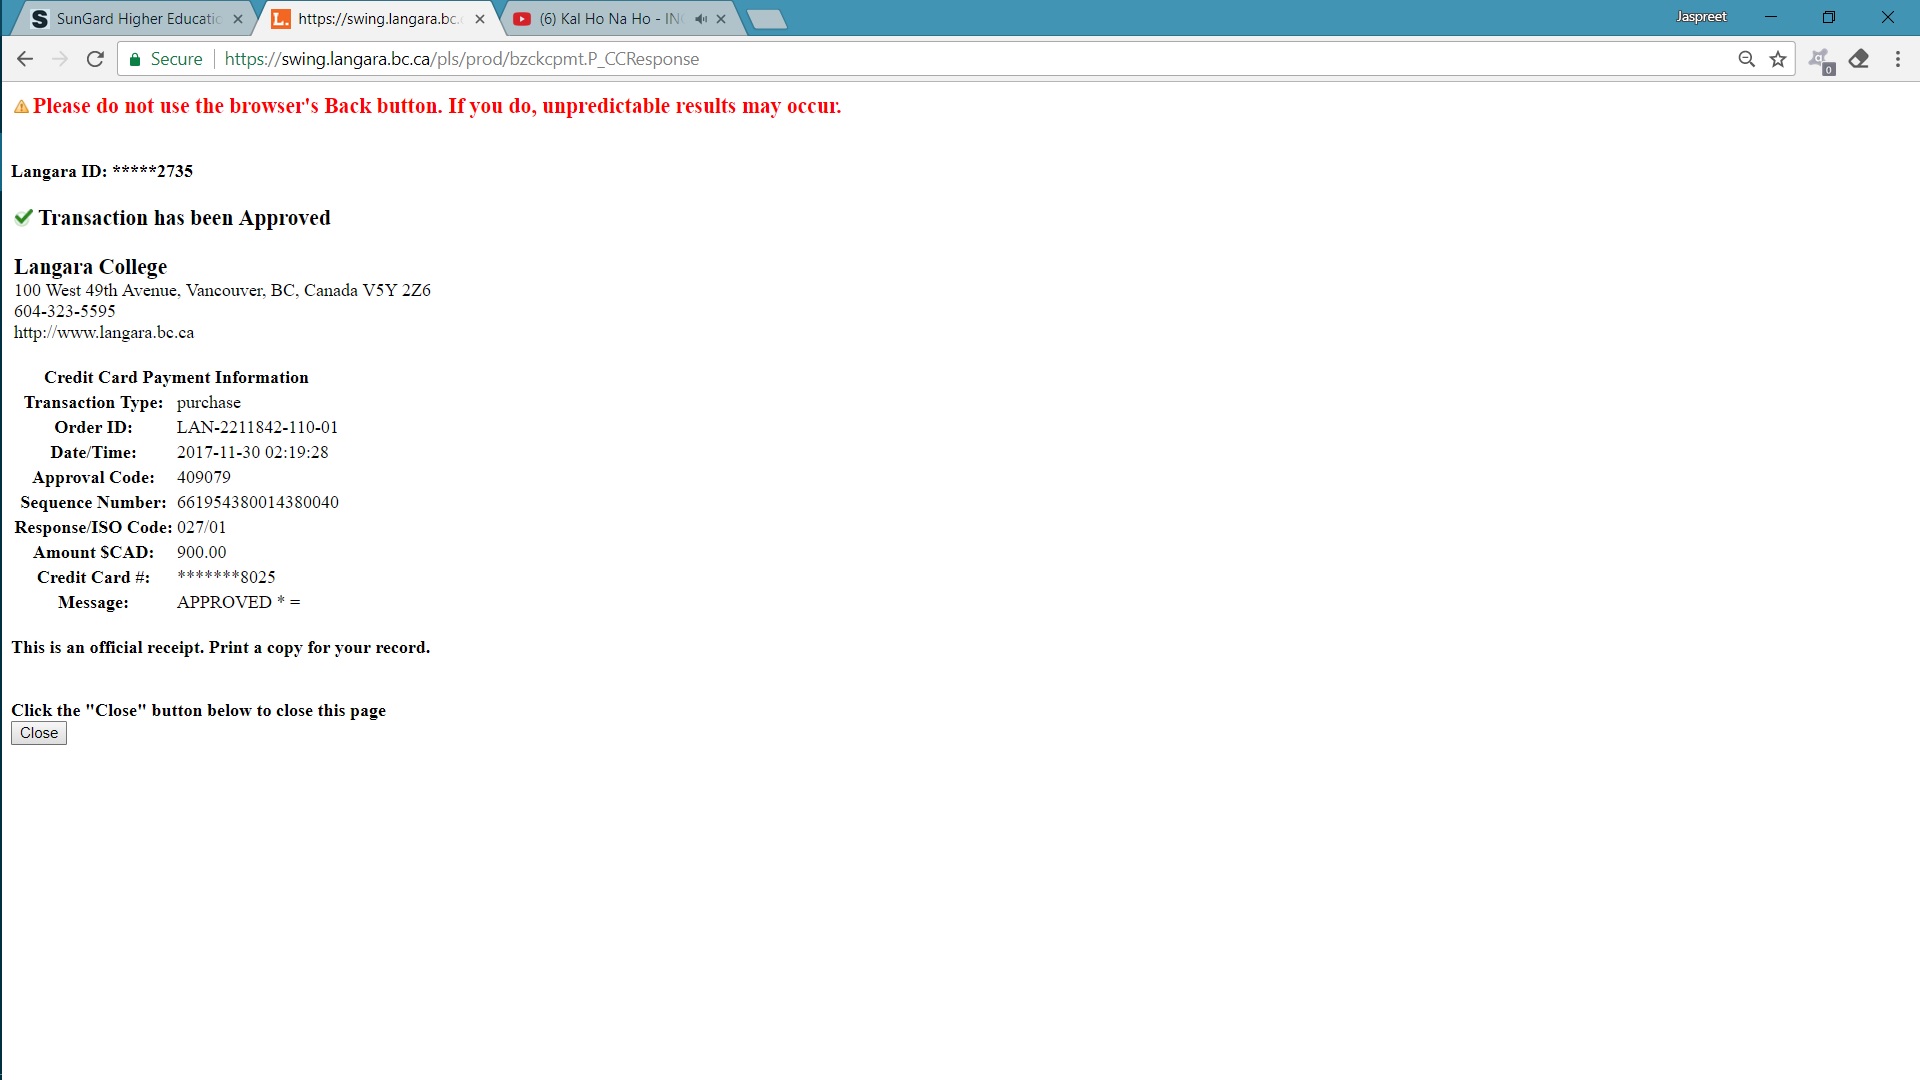 SunGard Higher Educatio
https://swing.langara.bc.c
(6) Kal Ho Na Ho - IN
Jaspreet
Secure https://swing.langara.bc.ca/pls/prod/bzckcpmt.P_CCResponse
0
Please do not use the browser's Back button. If you do, unpredictable results may occur.
Langara ID: *****2735
Transaction has been Approved
Langara College
100 West 49th Avenue, Vancouver, BC, Canada V5Y 2Z6
604-323-5595
http://www.langara.bc.ca
Credit Card Payment Information
Transaction Type: purchase
Order ID: LAN-2211842-110-01
Date/Time: 2017-11-30 02:19:28
Approval Code: 409079
Sequence Number: 661954380014380040
Response/ISO Code: 027/01
Amount $CAD: 900.00
Credit Card #: *******8025
Message: APPROVED * =
This is an official receipt. Print a copy for your record.
Click the "Close" button below to close this page
Close